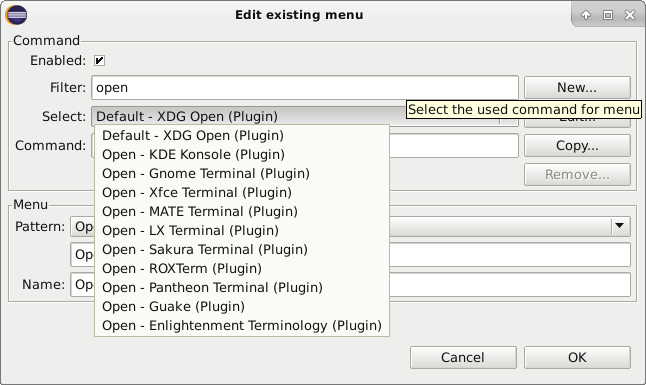 Edit existing menu
Command
Enabled:
Filter: open New...
Select the used command for menu
Select: Default - XDG Open (Plugin) Edit...
Default - XDG Open (Plugin)
Command: Copy...
Open - KDE Konsole (Plugin)
Open - Gnome Terminal (Plugin)
Remove...
Open - Xfce Terminal (Plugin)
Menu
Open - MATE Terminal (Plugin)
Pattern: Op
Open - LX Terminal (Plugin)
Op
Open - Sakura Terminal (Plugin)
Open - ROXTerm (Plugin)
Name: Op
Open - Pantheon Terminal (Plugin)
Open - Guake (Plugin)
Open - Enlightenment Terminology (Plugin)
Cancel OK